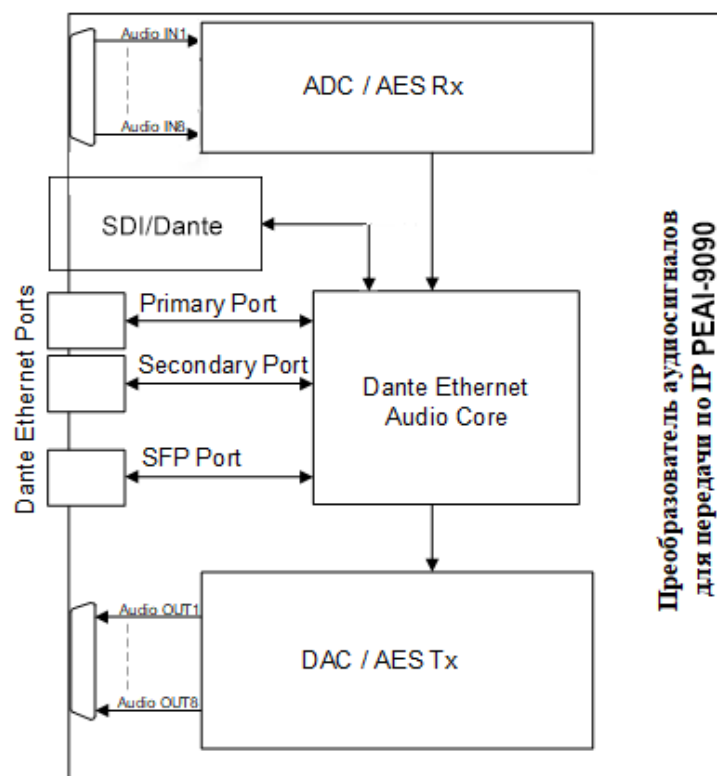 Audio IN1
ADC / AES Rx
Audio IN8
SDI/Dante
Dante Ethernet Ports
Primary Port
Secondary Port
SFP Port
Dante Ethernet
Audio Core
Audio OUT1
DAC / AES Tx
Audio OUT8
Преобразователь аудиосигналов
для передачи по IP PEAI-9090